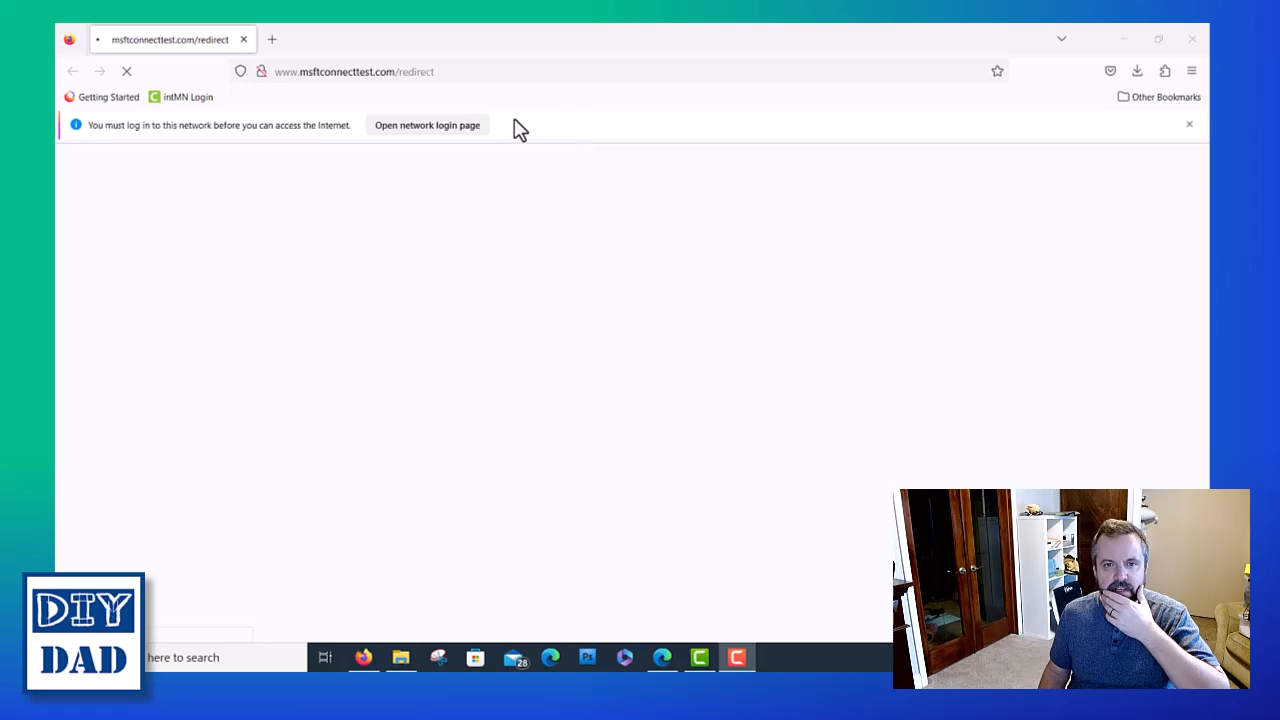 msftconnecttest.com/redirect
www.msftconnecttest.com/redirect
Getting Started
intMN Login
Other Bookmarks
You must log in to this network before you can access the Internet.
Open network login page
DIY
DAD
here to search
28
Ps